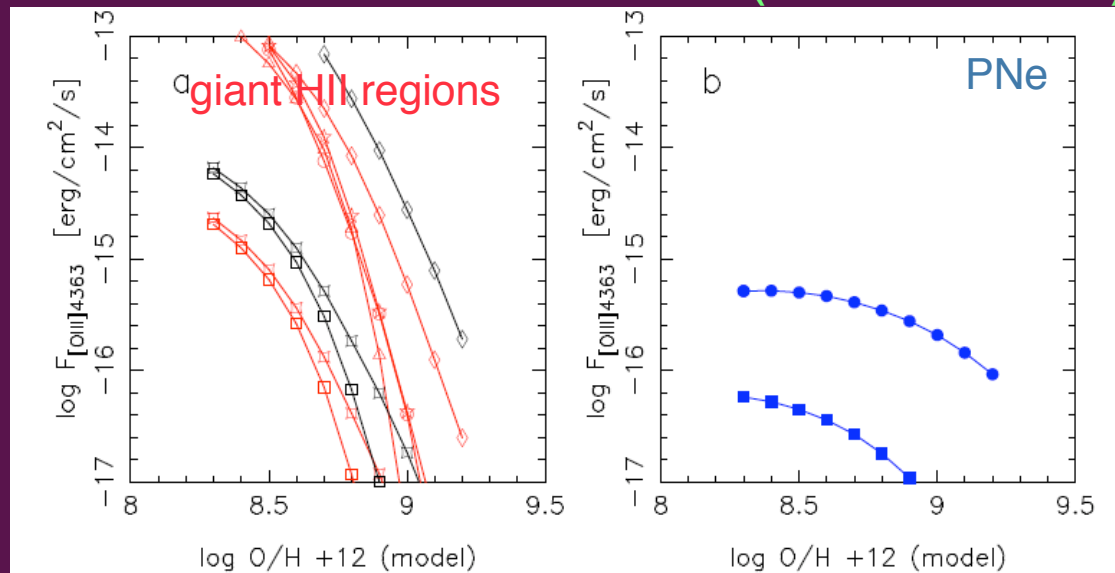 a
giant HII regions
b
PNe
-13
-14
-15
-16
-17
log F[OIII]4363 [erg/cm2/s]
8
8.5
9
9.5
log O/H +12 (model)
-13
-14
-15
-16
-17
log F[OIII]4363 [erg/cm2/s]
8
8.5
9
9.5
log O/H +12 (model)